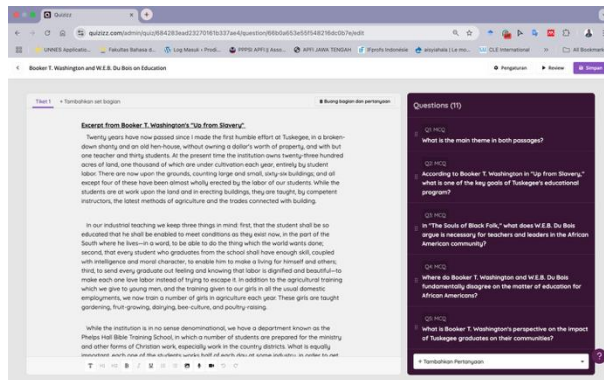 Quizizz
quizizz.com/admin/quiz/684283ead23270161b337ae4/question/66b0a653e55f548216dc0b7e/edit
UNNES Applicatio...
Fakultas Bahasa d...
Log Masuk • Prodi...
PPPSI APFI || Asos...
APFI JAWA TENGAH
IFprofs Indonésie
aisyahala | Le mo...
CLE International
All Bookmarks
Booker T. Washington and W.E.B. Du Bois on Education
Pengaturan
Review
Simpan
Tiket 1
+ Tambahkan set bagian
Buang bagian dan pertanyaan
Excerpt from Booker T. Washington's "Up from Slavery"
Twenty years have now passed since I made the first humble effort at Tuskegee, in a broken-
down shanty and an old hen-house, without owning a dollar's worth of property, and with but
one teacher and thirty students. At the present time the institution owns twenty-three hundred
acres of land, one thousand of which are under cultivation each year, entirely by student
labor. There are now upon the grounds, counting large and small, sixty-six buildings; and all
except four of these have been almost wholly erected by the labor of our students. While the
students are at work upon the land and in erecting buildings, they are taught, by competent
instructors, the latest methods of agriculture and the trades connected with building.
In our industrial teaching we keep three things in mind: first, that the student shall be so
educated that he shall be enabled to meet conditions as they exist now, in the part of the
South where he lives—in a word, to be able to do the thing which the world wants done;
second, that every student who graduates from the school shall have enough skill, coupled
with intelligence and moral character, to enable him to make a living for himself and others;
third, to send every graduate out feeling and knowing that labor is dignified and beautiful—to
make each one love labor instead of trying to escape it. In addition to the agricultural training
which we give to young men, and the training given to our girls in all the usual domestic
employments, we now train a number of girls in agriculture each year. These girls are taught
gardening, fruit-growing, dairying, bee-culture, and poultry-raising.
While the institution is in no sense denominational, we have a department known as the
Phelps Hall Bible Training School, in which a number of students are prepared for the ministry
and other forms of Christian work, especially work in the country districts. What is equally
important, each one of the students works half of each day at some industry, in order to get
Questions (11)
Q1 MCQ
What is the main theme in both passages?
Q2 MCQ
According to Booker T. Washington in "Up from Slavery,"
what is one of the key goals of Tuskegee's educational
program?
Q3 MCQ
In "The Souls of Black Folk," what does W.E.B. Du Bois
argue is necessary for teachers and leaders in the African
American community?
Q4 MCQ
Where do Booker T. Washington and W.E.B. Du Bois
fundamentally disagree on the matter of education for
African Americans?
Q5 MCQ
What is Booker T. Washington's perspective on the impact
of Tuskegee graduates on their communities?
+ Tambahkan Pertanyaan